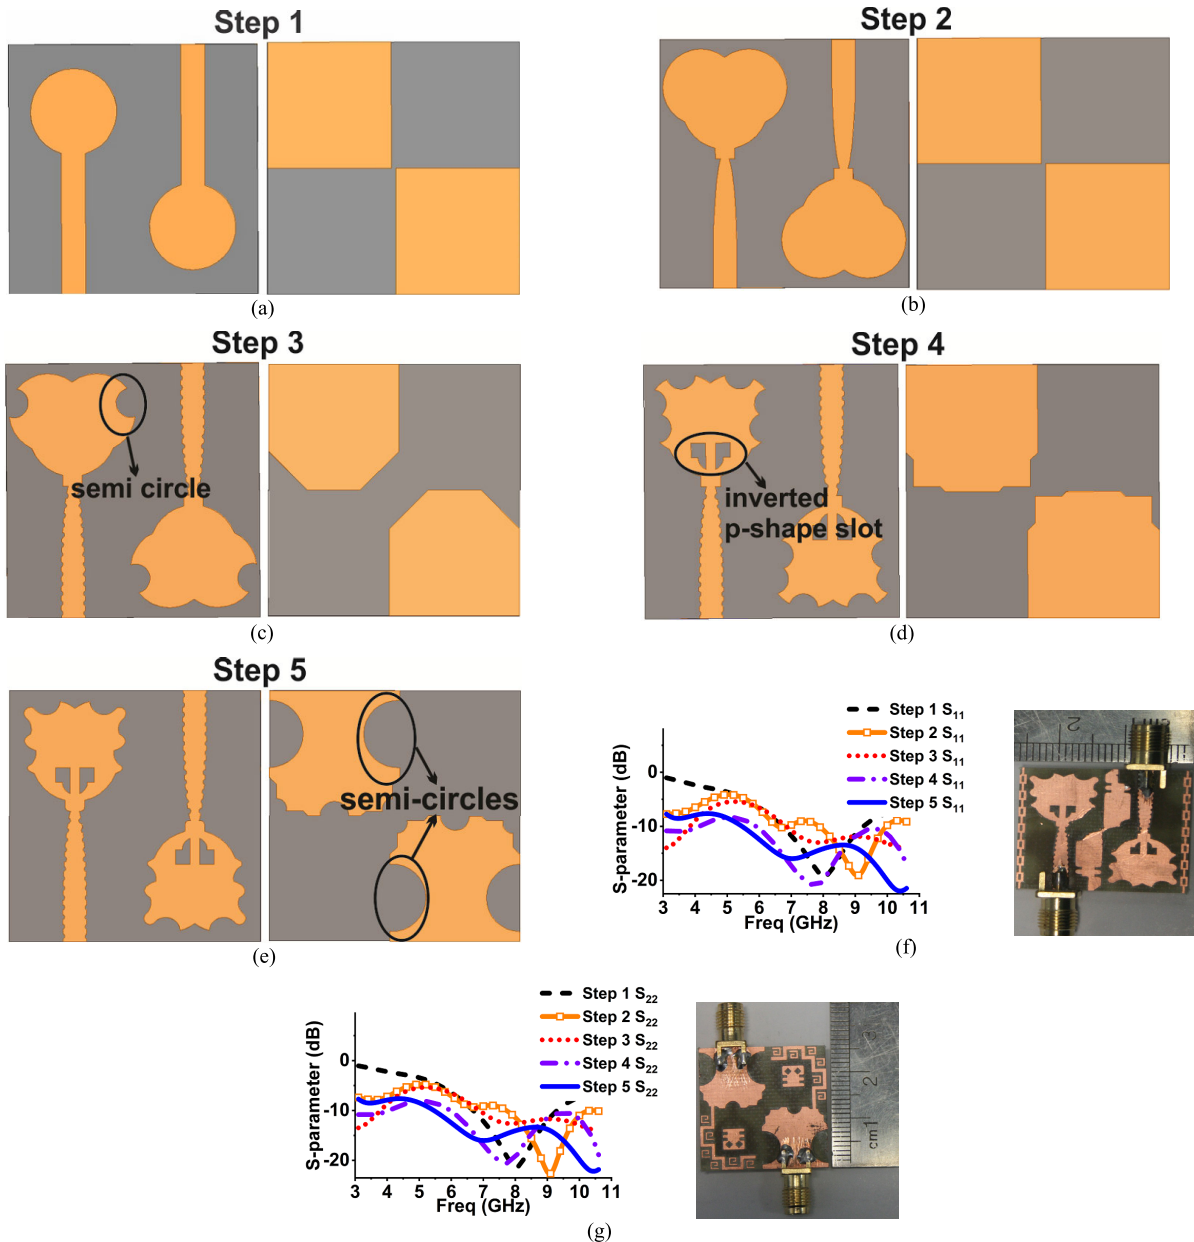 Step 1
(a)
Step 2
(b)
Step 3
semi circle
(c)
Step 4
inverted
p-shape slot
(d)
Step 5
semi-circles
(e)
Step 1 S11
Step 2 S11
Step 3 S11
Step 4 S11
Step 5 S11
S-parameter (dB)
0
-10
-20
3 4 5 6 7 8 9 10 11
Freq (GHz)
2
1
(f)
Step 1 S22
Step 2 S22
Step 3 S22
Step 4 S22
Step 5 S22
S-parameter (dB)
0
-10
-20
3 4 5 6 7 8 9 10 11
Freq (GHz)
3
2
cm1
(g)